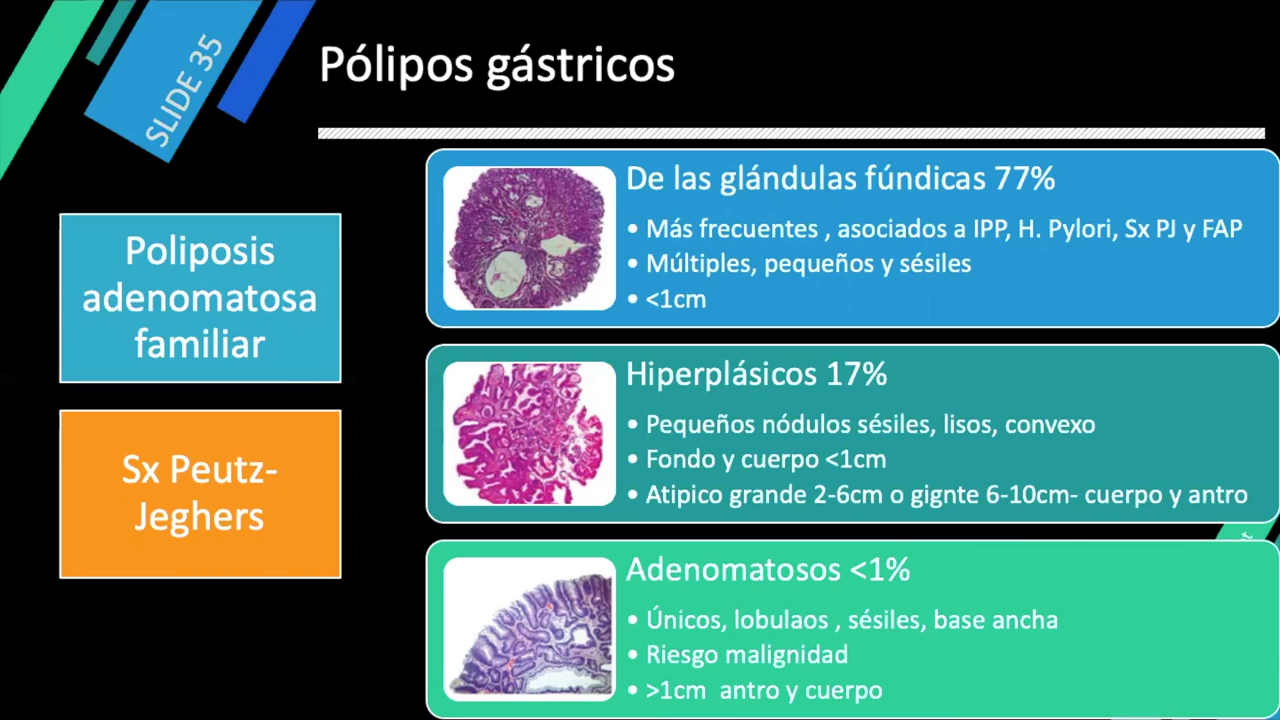 SLIDE 35
Pólipos gástricos
Poliposis
adenomatosa
familiar
Sx Peutz-
Jeghers
De las glándulas fúndicas 77%
• Más frecuentes , asociados a IPP, H. Pylori, Sx PJ y FAP
• Múltiples, pequeños y sésiles
• <1cm
Hiperplásicos 17%
• Pequeños nódulos sésiles, lisos, convexo
• Fondo y cuerpo <1cm
• Atipico grande 2-6cm o gignte 6-10cm- cuerpo y antro
Adenomatosos <1%
• Únicos, lobulaos , sésiles, base ancha
• Riesgo malignidad
• >1cm antro y cuerpo